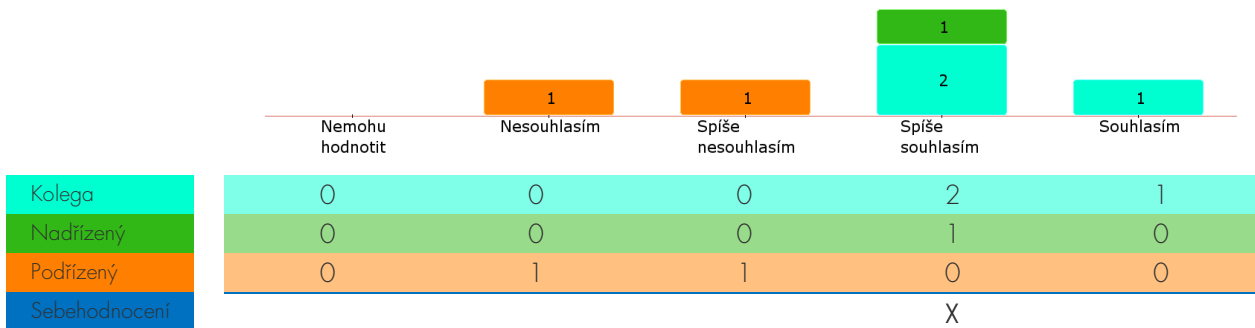 1
2
1
1
1
Nemohu
hodnotit
Nesouhlasím
Spíše
nesouhlasím
Spíše
souhlasím
Souhlasím
Kolega 0 0 0 2 1
Nadřízený 0 0 0 1 0
Podřízený 0 1 1 0 0
Sebehodnocení X